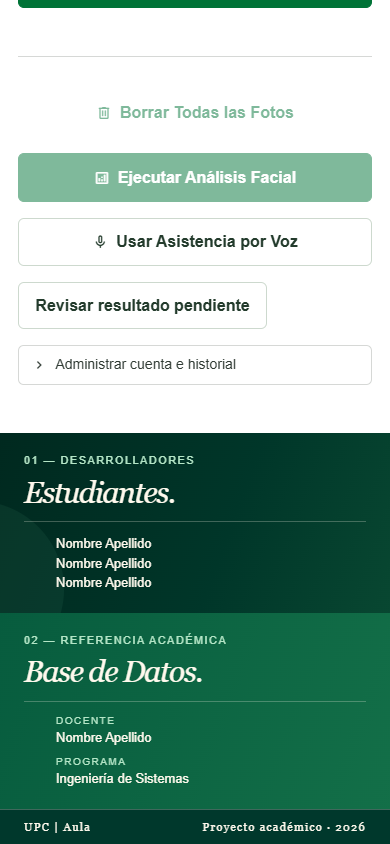 Borrar Todas las Fotos
Ejecutar Análisis Facial
Usar Asistencia por Voz
Revisar resultado pendiente
Administrar cuenta e historial
01 — DESARROLLADORES
Estudiantes.
Nombre Apellido
Nombre Apellido
Nombre Apellido
02 — REFERENCIA ACADÉMICA
Base de Datos.
DOCENTE
Nombre Apellido
PROGRAMA
Ingeniería de Sistemas
UPC | Aula
Proyecto académico · 2026